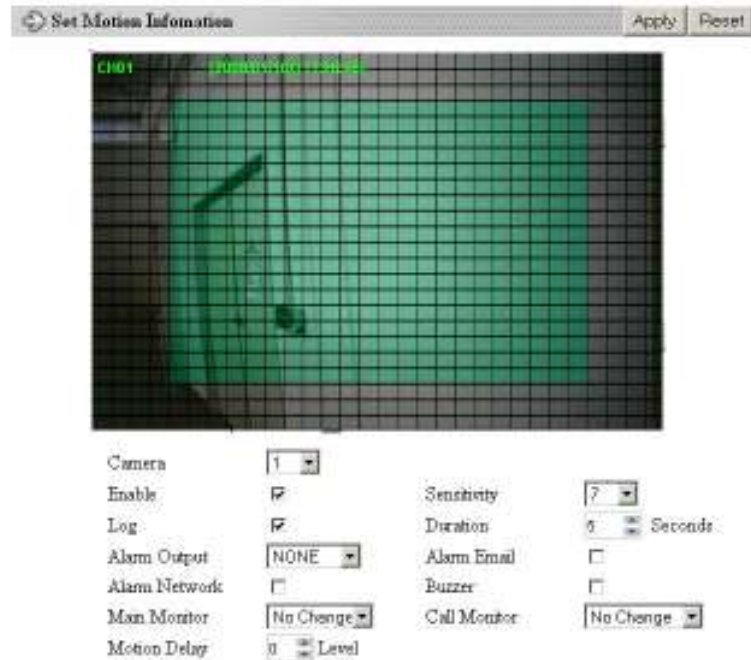 Set Motion Infomation Apply Reset
CH01
Camera 1
Enable Sensitivity 7
Log Duration 6 Seconds
Alarm Output NONE Alarm Email
Alarm Network Buzzer
Main Monitor No Change Call Monitor No Change
Motion Delay 0 Level